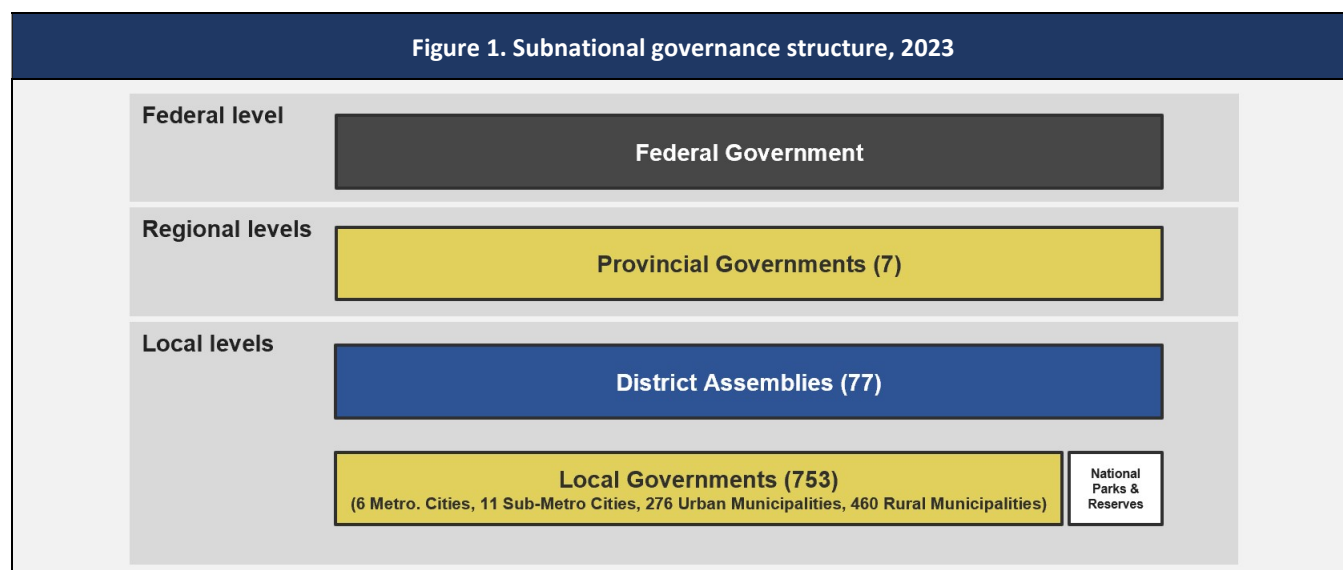 Figure 1. Subnational governance structure, 2023
Federal level
Federal Government
Regional levels
Provincial Governments (7)
Local levels
District Assemblies (77)
Local Governments (753)
(6 Metro. Cities, 11 Sub-Metro Cities, 276 Urban Municipalities, 460 Rural Municipalities)
National
Parks &
Reserves